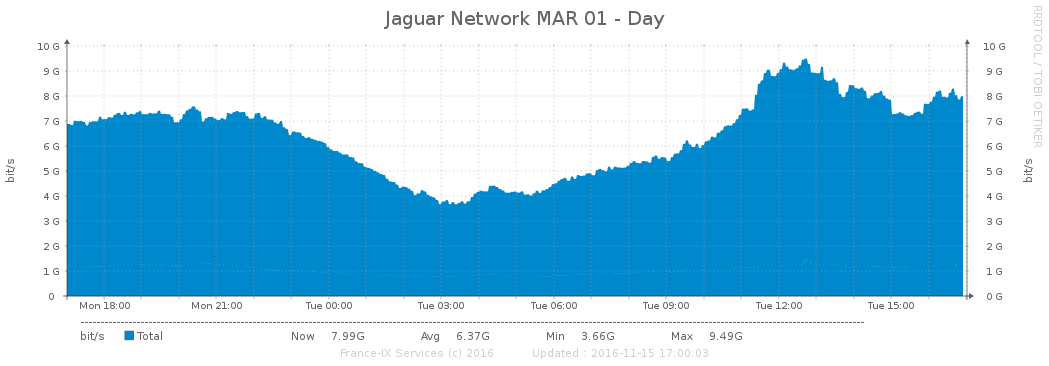 Jaguar Network MAR 01 - Day
RRDTOOL / TOBI OETIKER
bit/s
10 G 10 G
9 G 9 G
8 G 8 G
7 G 7 G
6 G 6 G
5 G 5 G
4 G 4 G
3 G 3 G
2 G 2 G
1 G 1 G
0 0 G
bit/s
Mon 18:00 Mon 21:00 Tue 00:00 Tue 03:00 Tue 06:00 Tue 09:00 Tue 12:00 Tue 15:00
bit/s Total Now 7.99G Avg 6.37G Min 3.66G Max 9.49G
France-IX Services (c) 2016 Updated : 2016-11-15 17:00:03